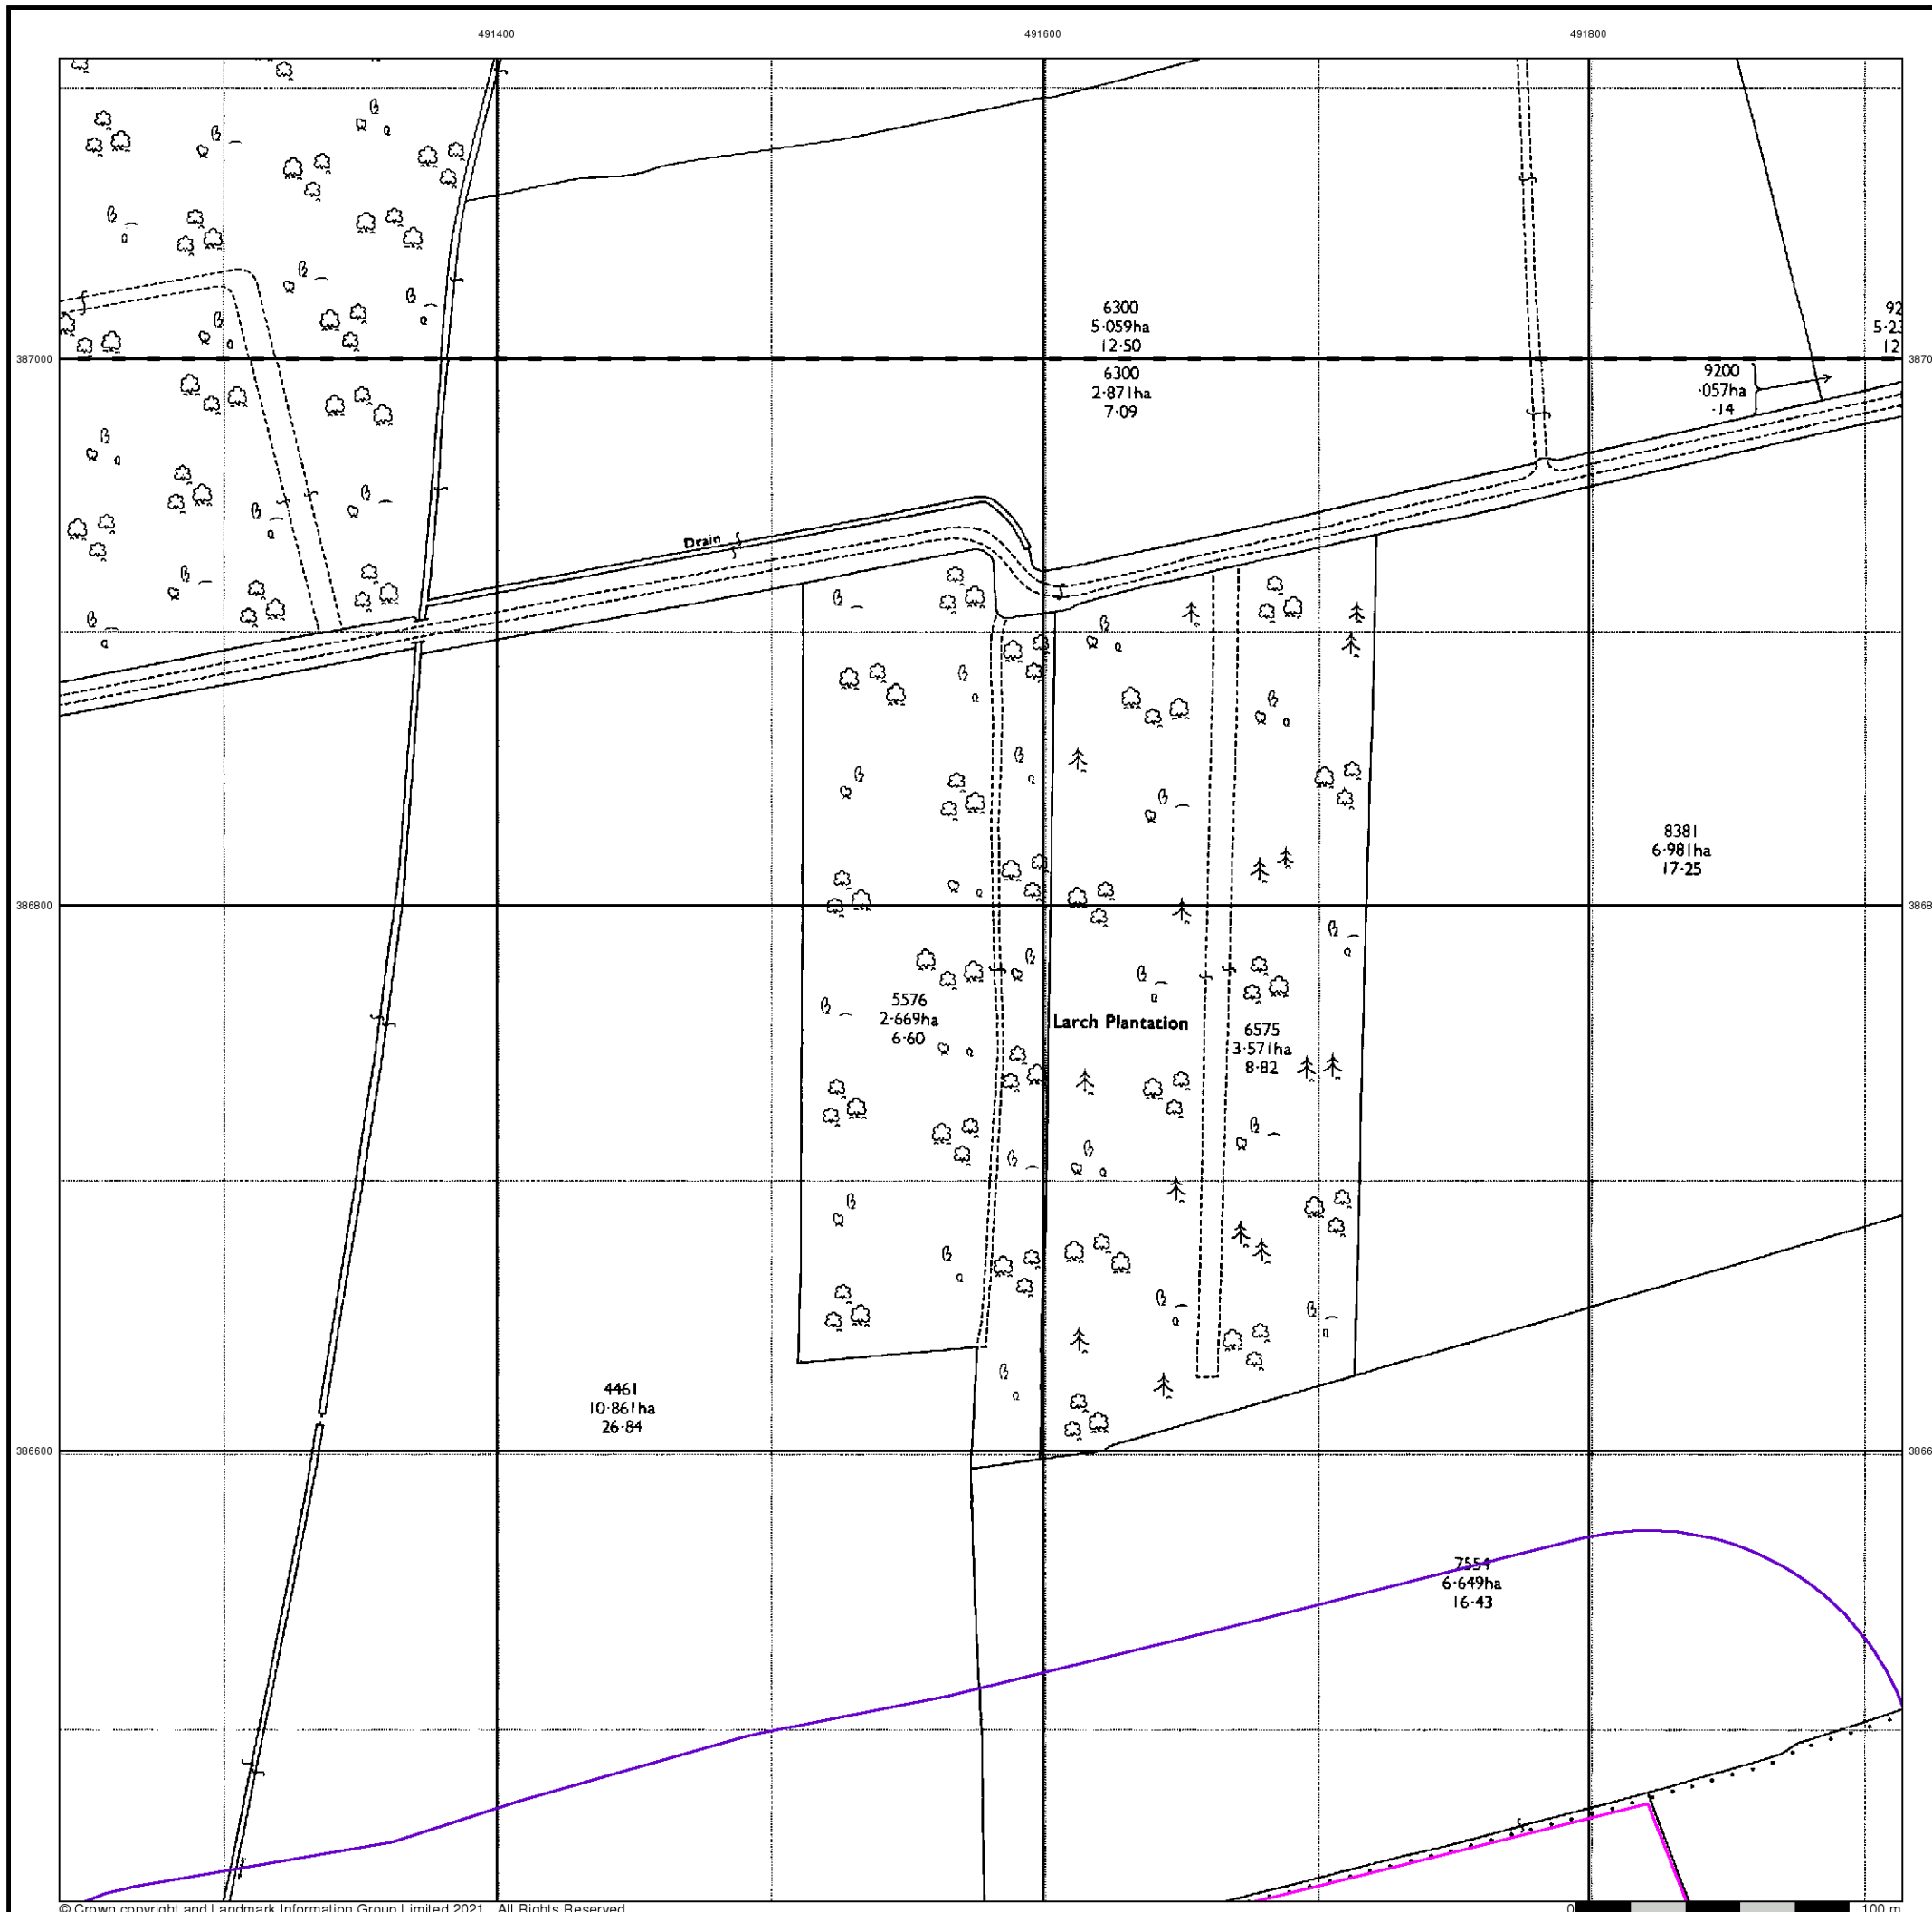 491400
491600
491800
6300
5·059ha
12·50
92
5·23
12
387000
3870
6300
2·871ha
7·09
9200
·057ha
·14
Drain
8381
6·981ha
17·25
386800
3868
5576
2·669ha
6·60
Larch Plantation
6575
3·571ha
8·82
4461
10·861ha
26·84
386600
3866
7554
6·649ha
16·43
© Crown copyright and Landmark Information Group Limited 2021. All Rights Reserved.
0
100 m